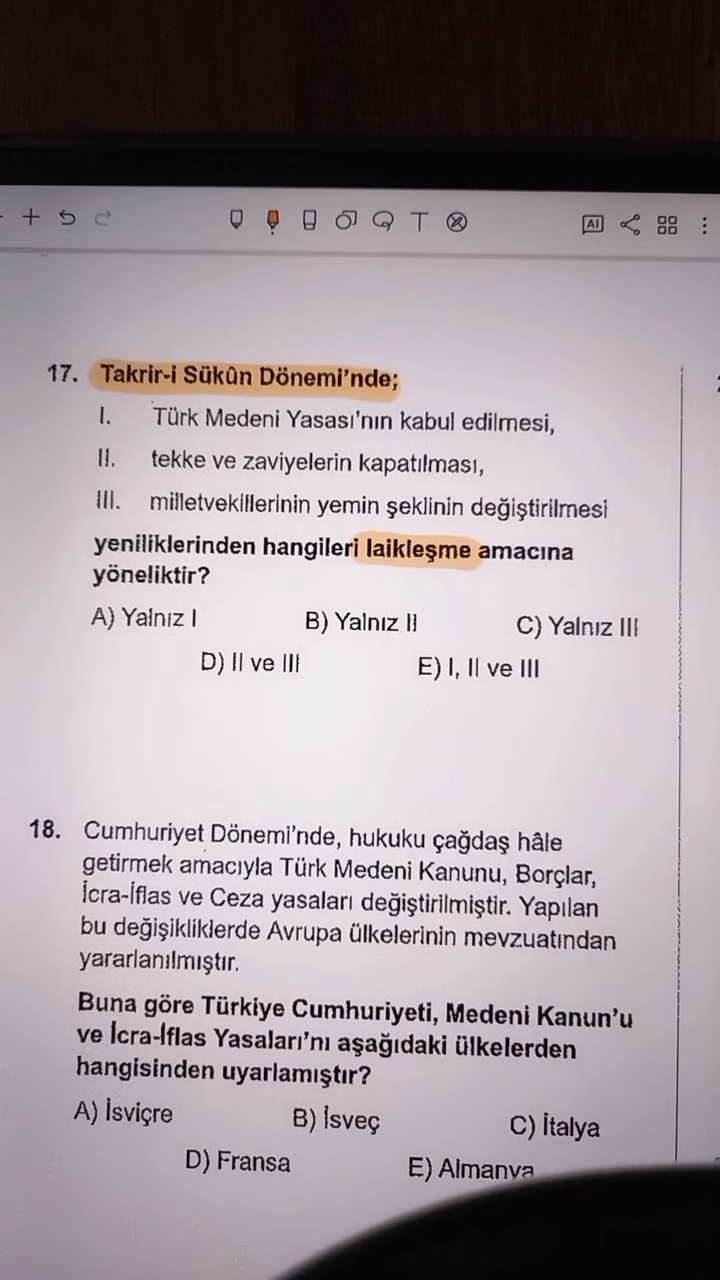 AI
T
17. Takrir-i Sükûn Dönemi'nde;
I. Türk Medeni Yasası'nın kabul edilmesi,
II. tekke ve zaviyelerin kapatılması,
III. milletvekillerinin yemin şeklinin değiştirilmesi
yeniliklerinden hangileri laikleşme amacına
yöneliktir?
A) Yalnız I B) Yalnız II C) Yalnız III
D) II ve III E) I, II ve III
18. Cumhuriyet Dönemi'nde, hukuku çağdaş hâle
getirmek amacıyla Türk Medeni Kanunu, Borçlar,
İcra-İflas ve Ceza yasaları değiştirilmiştir. Yapılan
bu değişikliklerde Avrupa ülkelerinin mevzuatından
yararlanılmıştır.
Buna göre Türkiye Cumhuriyeti, Medeni Kanun'u
ve İcra-İflas Yasaları'nı aşağıdaki ülkelerden
hangisinden uyarlamıştır?
A) İsviçre B) İsveç C) İtalya
D) Fransa E) Almanya